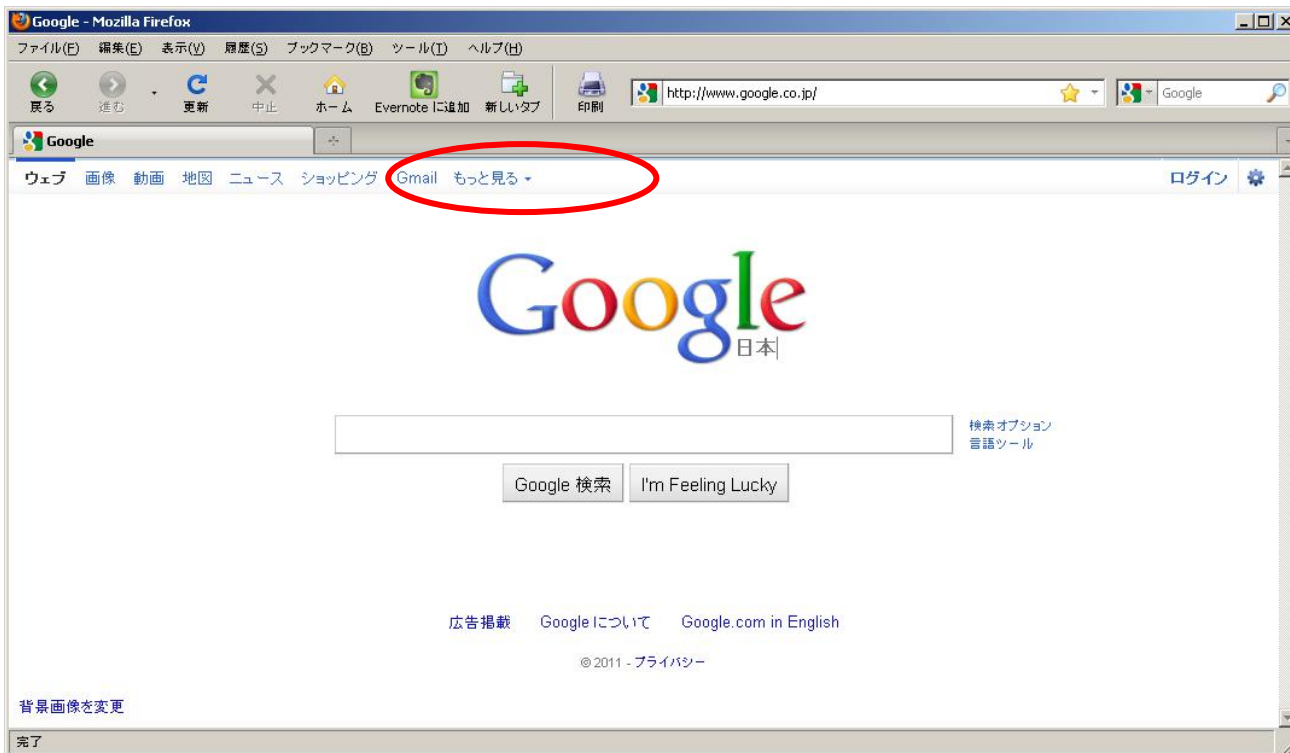 Google - Mozilla Firefox
ファイル(F) 編集(E) 表示(V) 履歴(S) ブックマーク(B) ツール(T) ヘルプ(H)
戻る 進む 更新 中止 ホーム Evernote に追加 新しいタブ 印刷 http://www.google.co.jp/ Google
Google
ウェブ 画像 動画 地図 ニュース ショッピング Gmail もっと見る ログイン
Google
日本
検索オプション
言語ツール
Google 検索 I'm Feeling Lucky
広告掲載 Google について Google.com in English
© 2011 - プライバシー
背景画像を変更
完了